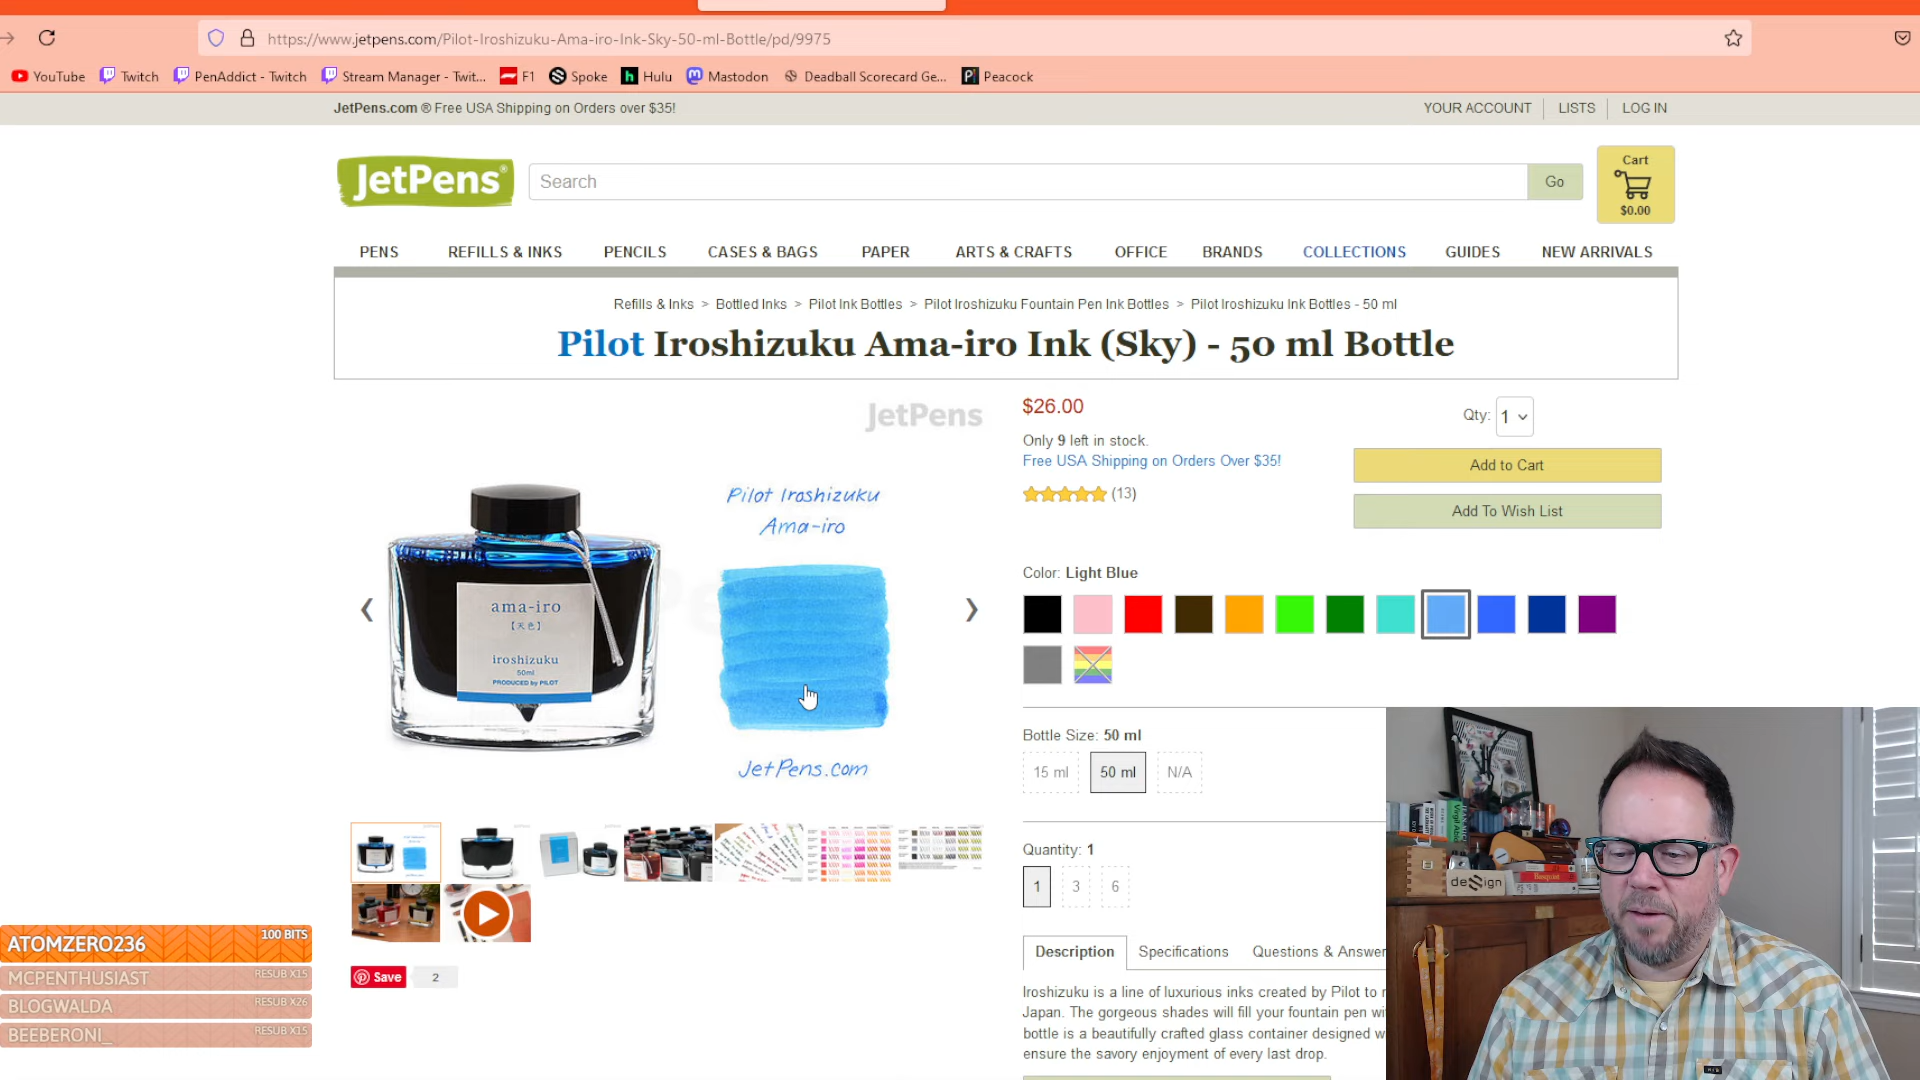 https://www.jetpens.com/Pilot-Iroshizuku-Ama-iro-Ink-Sky-50-ml-Bottle/pd/9975
YouTube Twitch PenAddict - Twitch Stream Manager - Twit... F1 Spoke Hulu Mastodon Deadball Scorecard Ge... Peacock
JetPens.com ® Free USA Shipping on Orders over $35!
YOUR ACCOUNT LISTS LOG IN
JetPens®
Search
Go
Cart
$0.00
PENS REFILLS & INKS PENCILS CASES & BAGS PAPER ARTS & CRAFTS OFFICE BRANDS COLLECTIONS GUIDES NEW ARRIVALS
Refills & Inks > Bottled Inks > Pilot Ink Bottles > Pilot Iroshizuku Fountain Pen Ink Bottles > Pilot Iroshizuku Ink Bottles - 50 ml
Pilot Iroshizuku Ama-iro Ink (Sky) - 50 ml Bottle
JetPens
Pilot Iroshizuku
Ama-iro
ama-iro
【天色】
iroshizuku
50ml
PRODUCED by PILOT
JetPens.com
$26.00
Only 9 left in stock.
Free USA Shipping on Orders Over $35!
(13)
Qty: 1
Add to Cart
Add To Wish List
Color: Light Blue
Bottle Size: 50 ml
15 ml 50 ml N/A
Quantity: 1
1 3 6
Save 2
Description Specifications Questions & Answer
Iroshizuku is a line of luxurious inks created by Pilot to r
Japan. The gorgeous shades will fill your fountain pen wi
bottle is a beautifully crafted glass container designed w
ensure the savory enjoyment of every last drop.
ATOMZERO236 100 BITS
MCPENTHUSIAST RESUB X15
BLOGWALDA RESUB X26
BEEBERONI_ RESUB X15
Virgil Abloh
Basquiat